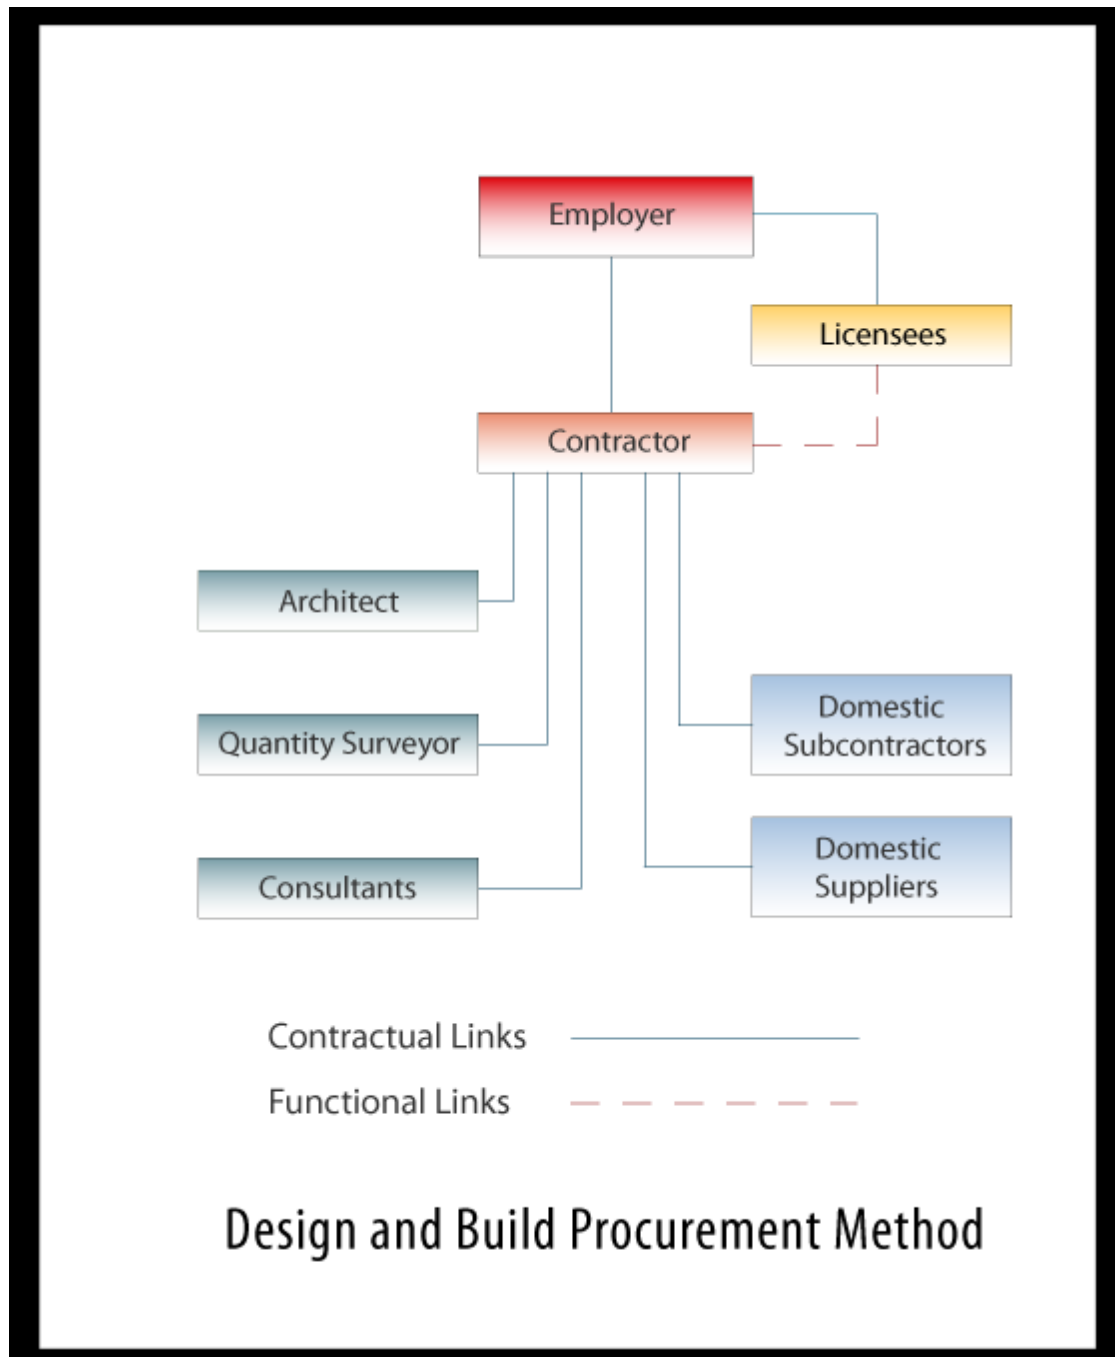 Employer
Licensees
Contractor
Architect
Domestic
Subcontractors
Quantity Surveyor
Domestic
Suppliers
Consultants
Contractual Links
Functional Links
Design and Build Procurement Method